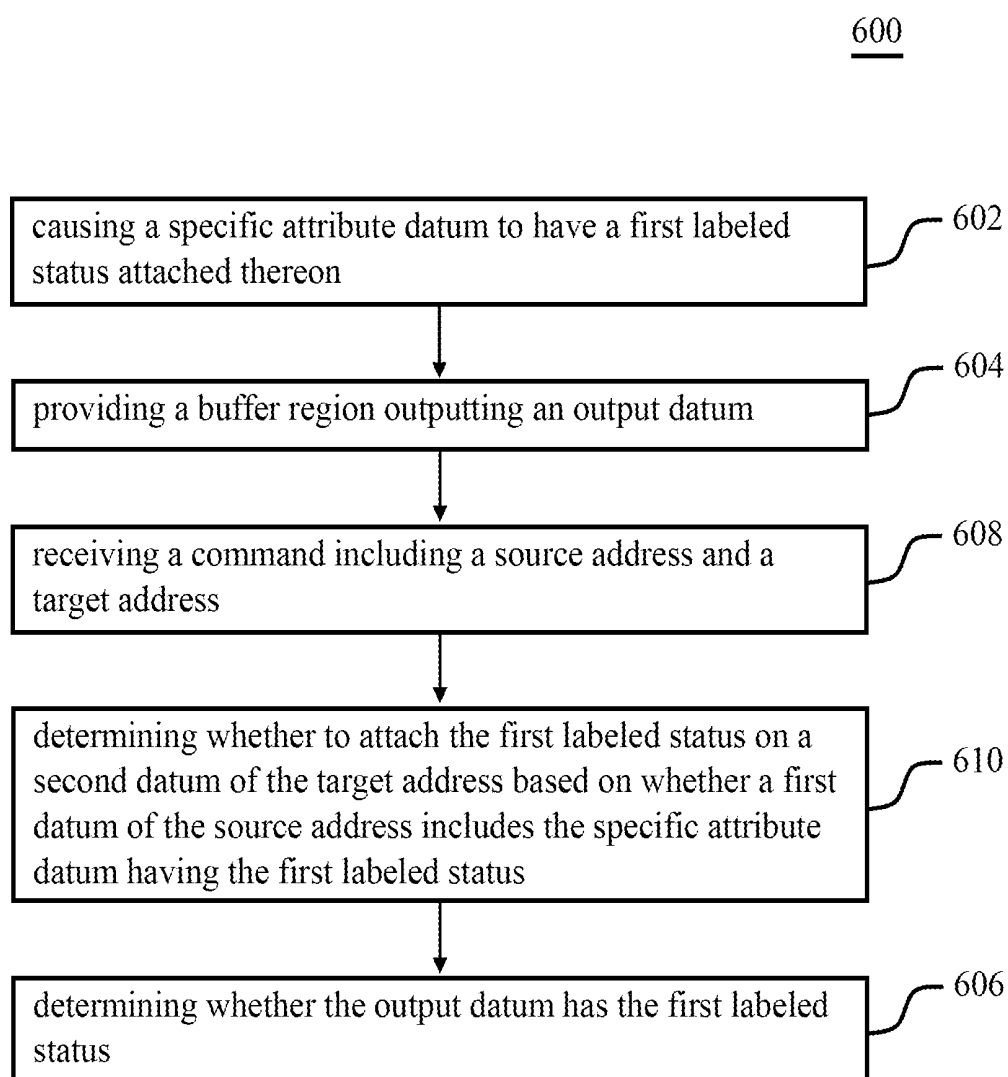 600
causing a specific attribute datum to have a first labeled
status attached thereon
602
providing a buffer region outputting an output datum
604
receiving a command including a source address and a
target address
608
determining whether to attach the first labeled status on a
second datum of the target address based on whether a first
datum of the source address includes the specific attribute
datum having the first labeled status
610
determining whether the output datum has the first labeled
status
606